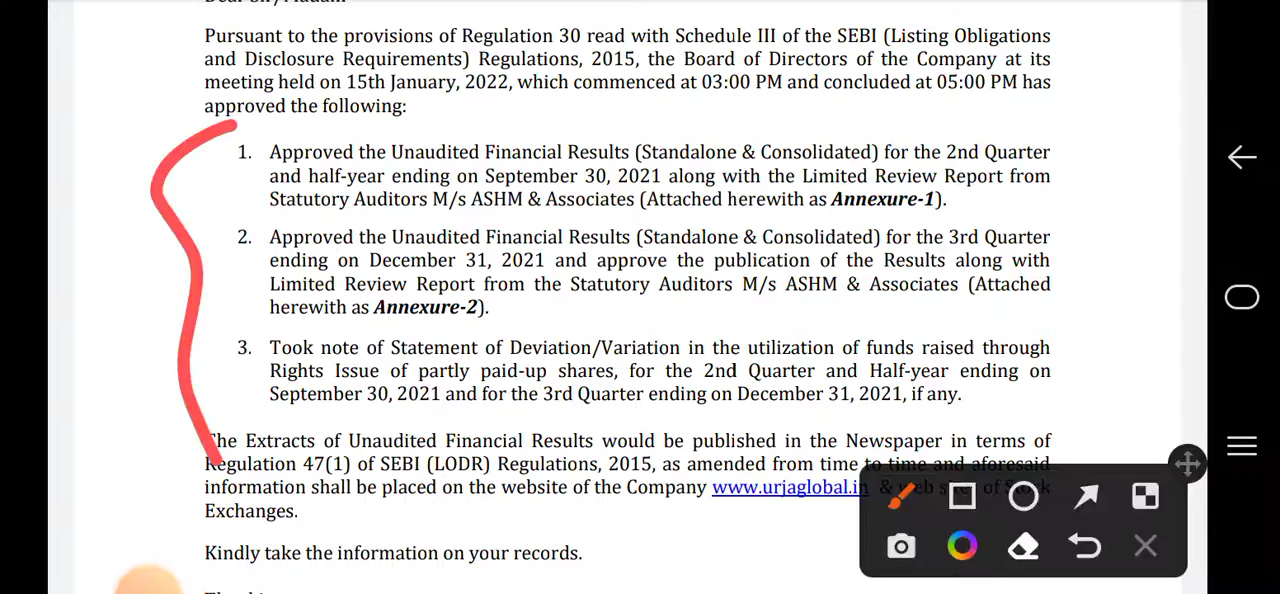 Pursuant to the provisions of Regulation 30 read with Schedule III of the SEBI (Listing Obligations
and Disclosure Requirements) Regulations, 2015, the Board of Directors of the Company at its
meeting held on 15th January, 2022, which commenced at 03:00 PM and concluded at 05:00 PM has
approved the following:
1. Approved the Unaudited Financial Results (Standalone & Consolidated) for the 2nd Quarter
and half-year ending on September 30, 2021 along with the Limited Review Report from
Statutory Auditors M/s ASHM & Associates (Attached herewith as Annexure-1).
2. Approved the Unaudited Financial Results (Standalone & Consolidated) for the 3rd Quarter
ending on December 31, 2021 and approve the publication of the Results along with
Limited Review Report from the Statutory Auditors M/s ASHM & Associates (Attached
herewith as Annexure-2).
3. Took note of Statement of Deviation/Variation in the utilization of funds raised through
Rights Issue of partly paid-up shares, for the 2nd Quarter and Half-year ending on
September 30, 2021 and for the 3rd Quarter ending on December 31, 2021, if any.
The Extracts of Unaudited Financial Results would be published in the Newspaper in terms of
Regulation 47(1) of SEBI (LODR) Regulations, 2015, as amended from time to time and aforesaid
information shall be placed on the website of the Company www.urjaglobal.in & web sites of Stock
Exchanges.
Kindly take the information on your records.